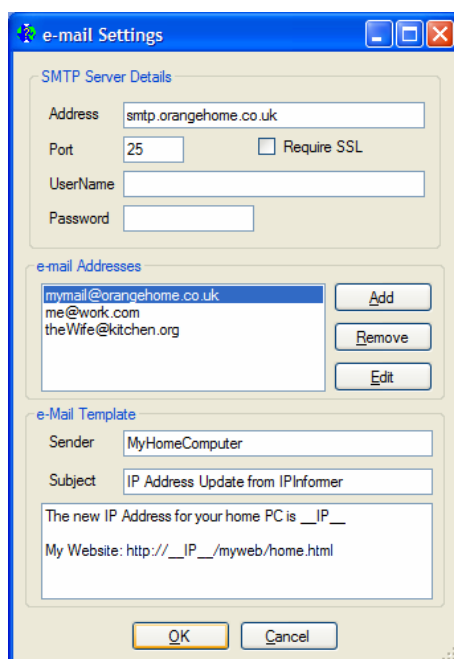 e-mail Settings
SMTP Server Details
Address smtp.orangehome.co.uk
Port 25 Require SSL
UserName
Password
e-mail Addresses
mymail@orangehome.co.uk
me@work.com
theWife@kitchen.org
Add
Remove
Edit
e-Mail Template
Sender MyHomeComputer
Subject IP Address Update from IPInformer
The new IP Address for your home PC is __IP__
My Website: http://__IP__/myweb/home.html
OK Cancel